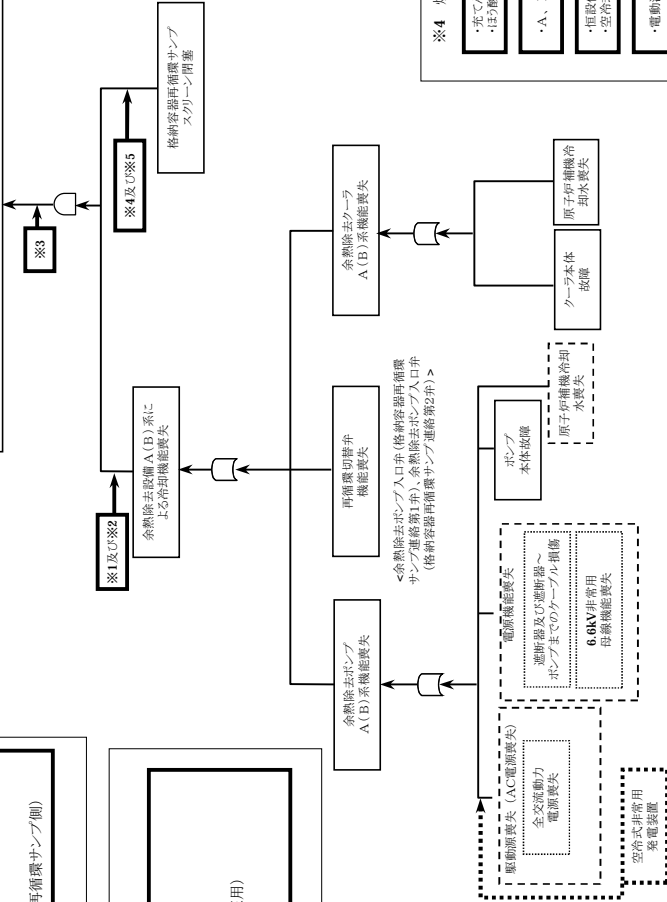 ※3
※4及び※5
格納容器再循環サンプ
スクリーン閉塞
※1及び※2
余熱除去設備A(B)系に
よる冷却機能喪失
余熱除去ポンプ
A(B)系機能喪失
再循環切替弁
機能喪失
<余熱除去ポンプ入口弁(格納容器再循環
サンプ連絡第1弁)、余熱除去ポンプ入口弁
(格納容器再循環サンプ連絡第2弁)>
余熱除去クーラ
A(B)系機能喪失
クーラ本体
故障
原子炉補機冷
却水喪失
駆動源喪失(AC電源喪失)
全交流動力
電源喪失
電源機能喪失
遮断器及び遮断器~
ポンプまでのケーブル損傷
6.6kV非常用
母線機能喪失
ポンプ
本体故障
原子炉補機冷却
水喪失
空冷式非常用
発電装置
再循環サンプ側)
用)
※4
・充て
・ほう酸
・A、
・恒設
・空冷
・電動